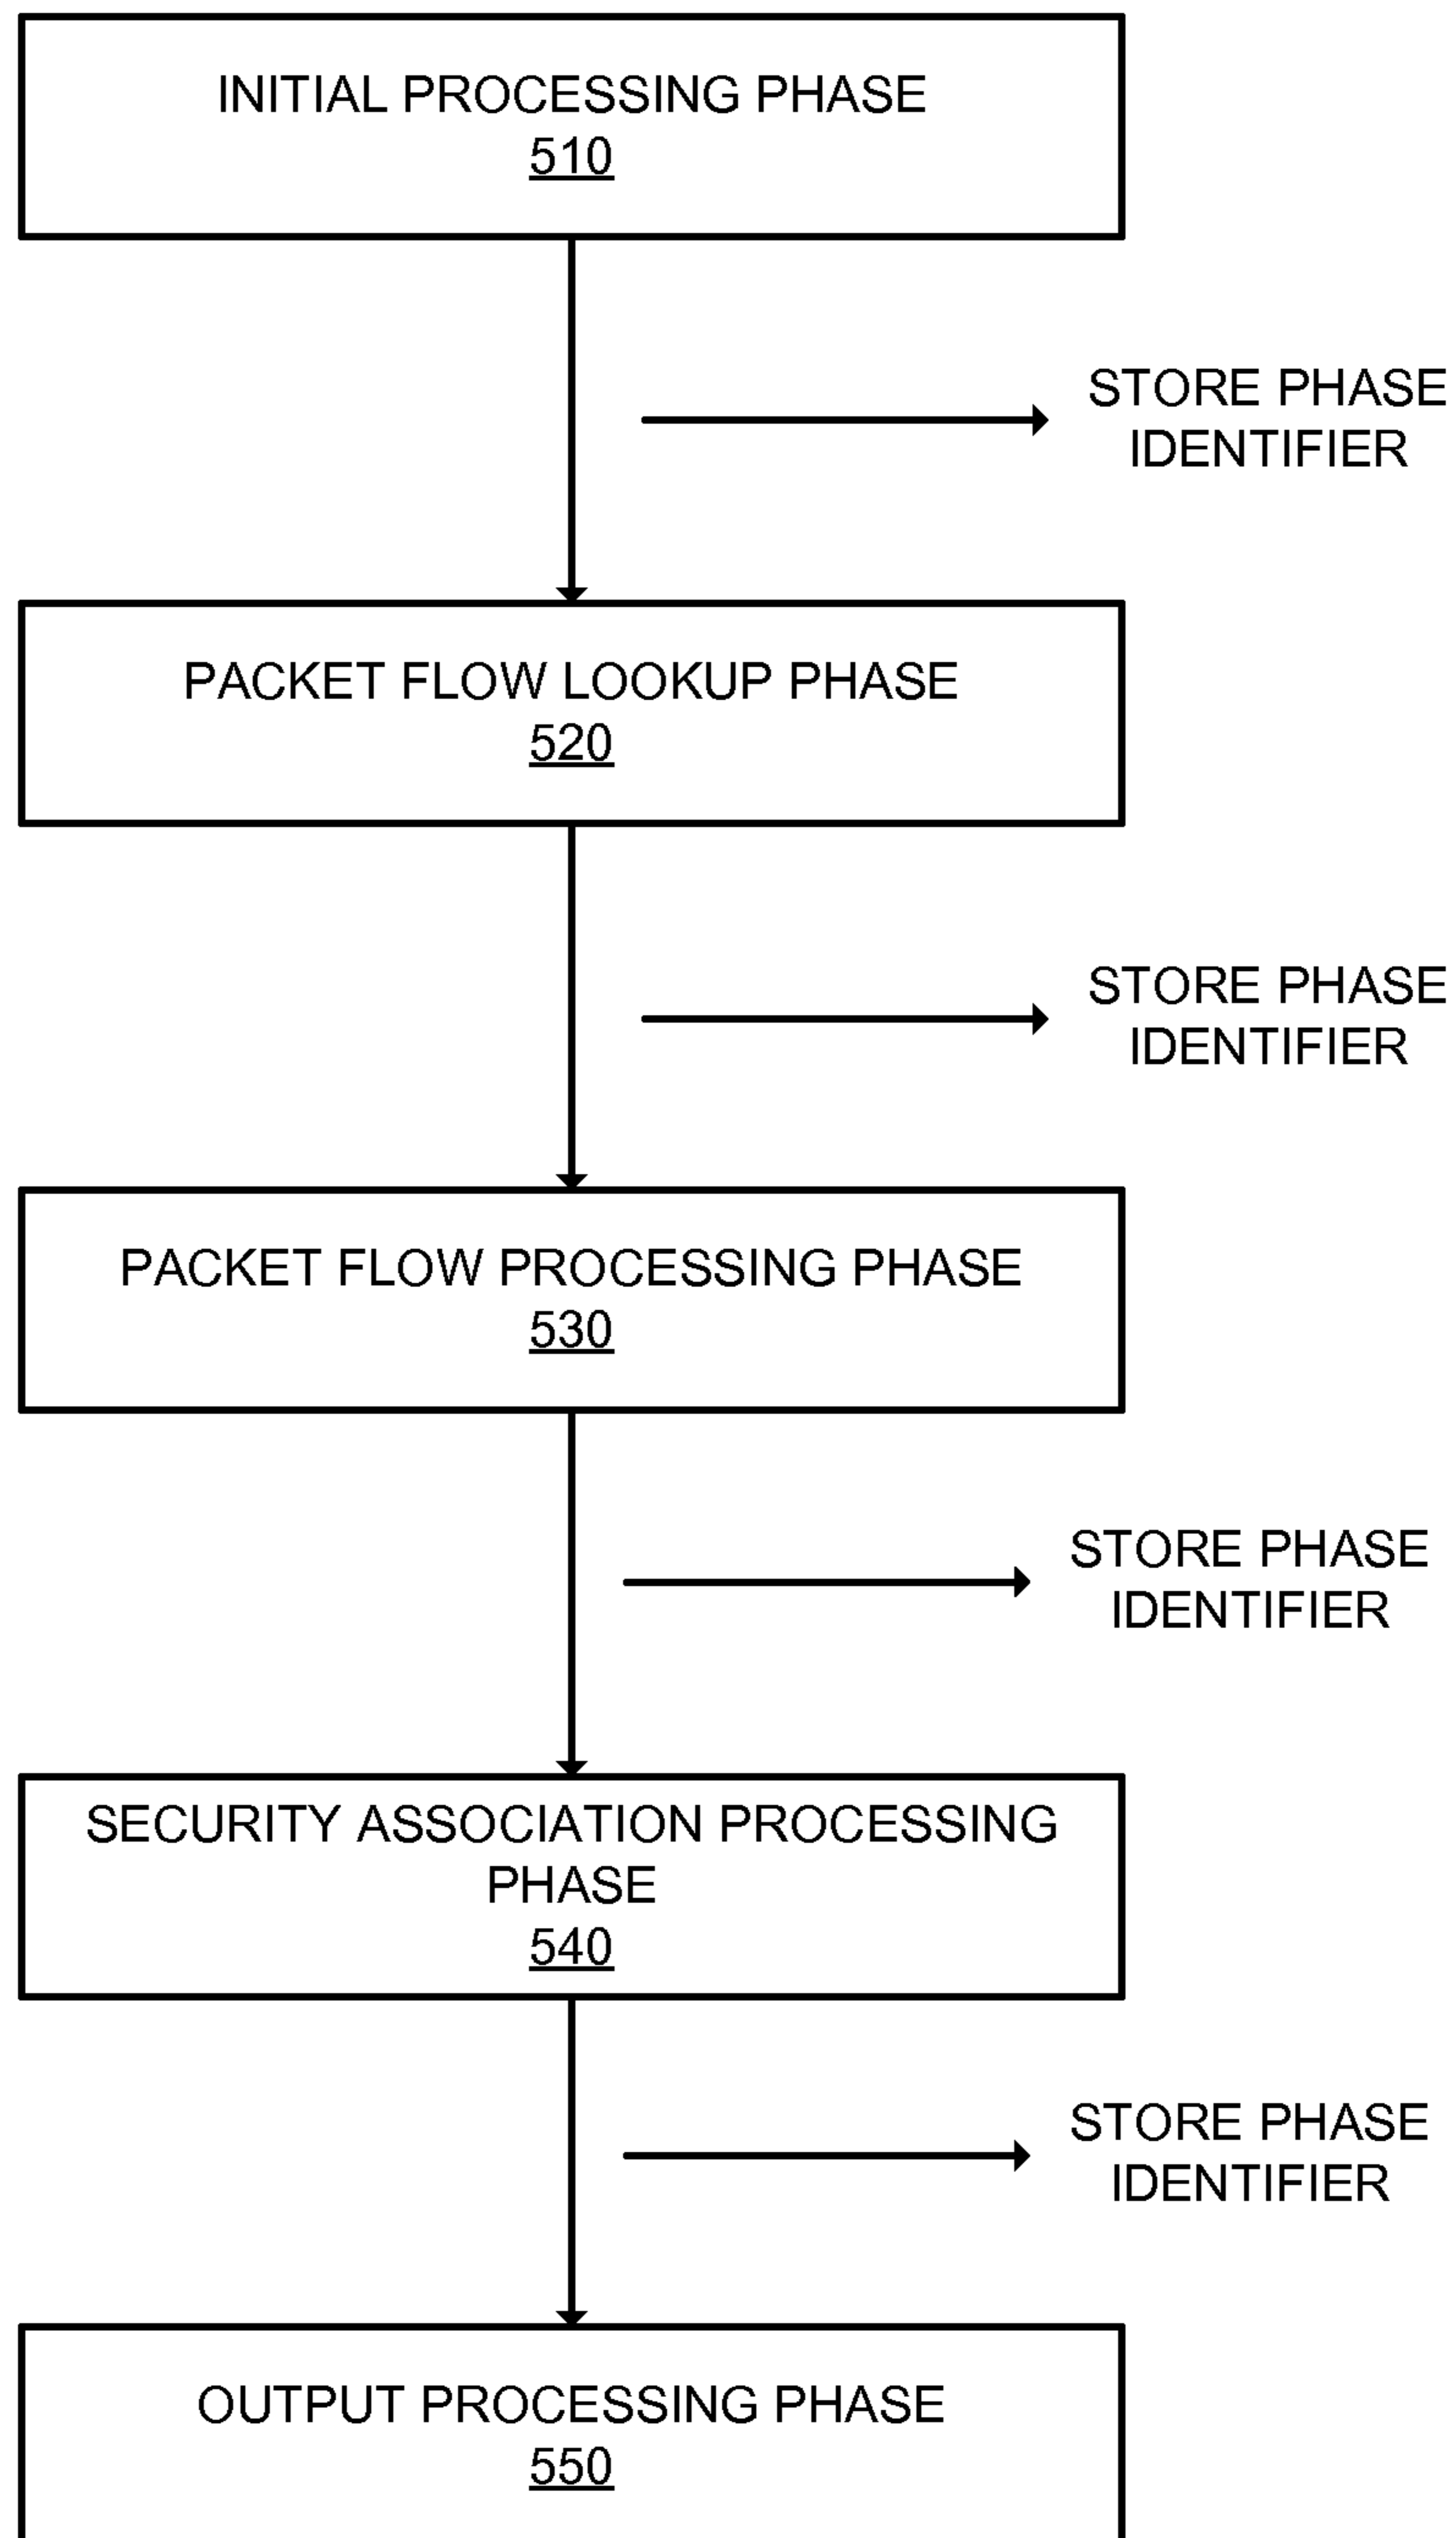 INITIAL PROCESSING PHASE
510
STORE PHASE
IDENTIFIER
PACKET FLOW LOOKUP PHASE
520
STORE PHASE
IDENTIFIER
PACKET FLOW PROCESSING PHASE
530
STORE PHASE
IDENTIFIER
SECURITY ASSOCIATION PROCESSING
PHASE
540
STORE PHASE
IDENTIFIER
OUTPUT PROCESSING PHASE
550